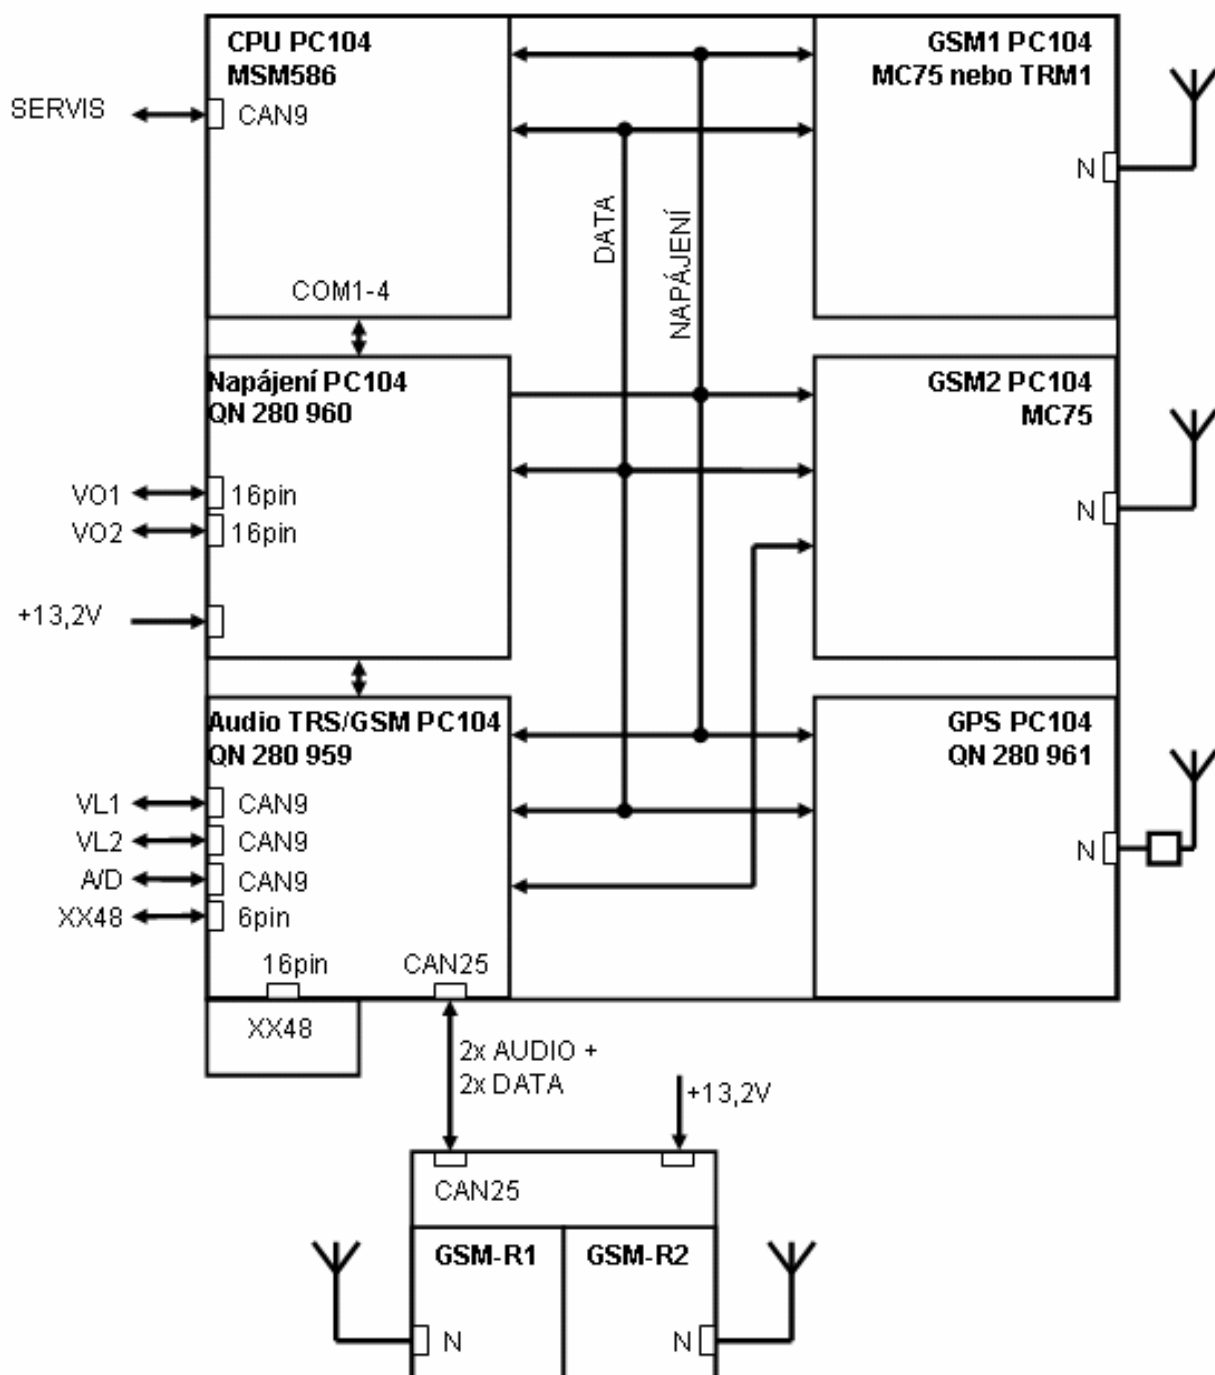 CPU PC104
MSM586
SERVIS
CAN9
COM1-4
GSM1 PC104
MC75 nebo TRM1
N
DATA
NAPÁJENÍ
Napájení PC104
QN 280 960
VO1
16pin
VO2
16pin
+13,2V
GSM2 PC104
MC75
N
Audio TRS/GSM PC104
QN 280 959
VL1
CAN9
VL2
CAN9
A/D
CAN9
XX48
6pin
16pin
CAN25
GPS PC104
QN 280 961
N
XX48
2x AUDIO +
2x DATA
+13,2V
CAN25
GSM-R1
GSM-R2
N
N